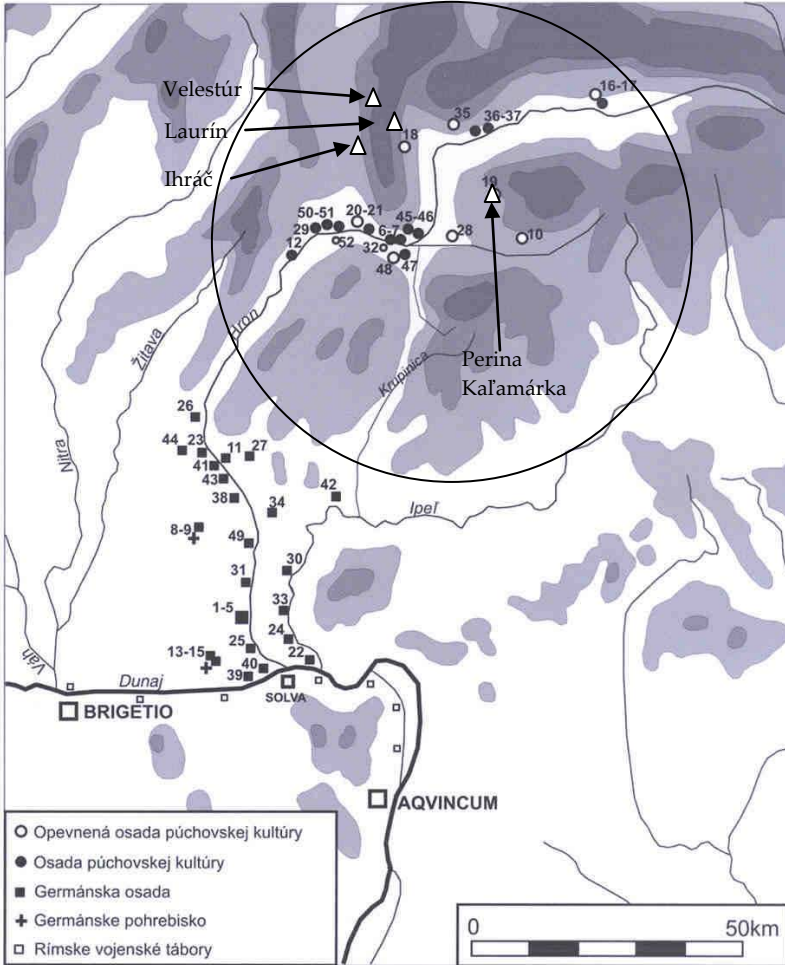 Velestúr
Laurín
Ihráč
16-17
35
36-37
18
19
50-51
20-21
45-46
29
6-7
28
10
12
52
32
48
47
Hron
Žitava
Krupinica
Perina
Kaľamárka
Nitra
26
44
23
11
27
41
43
38
34
42
Ipeľ
8-9
49
30
31
33
1-5
24
25
22
13-15
40
39
Váh
Dunaj
SOLVA
BRIGETIO
AQVINCUM
Opevnená osada púchovskej kultúry
Osada púchovskej kultúry
Germánska osada
Germánske pohrebisko
Rímske vojenské tábory
0
50km